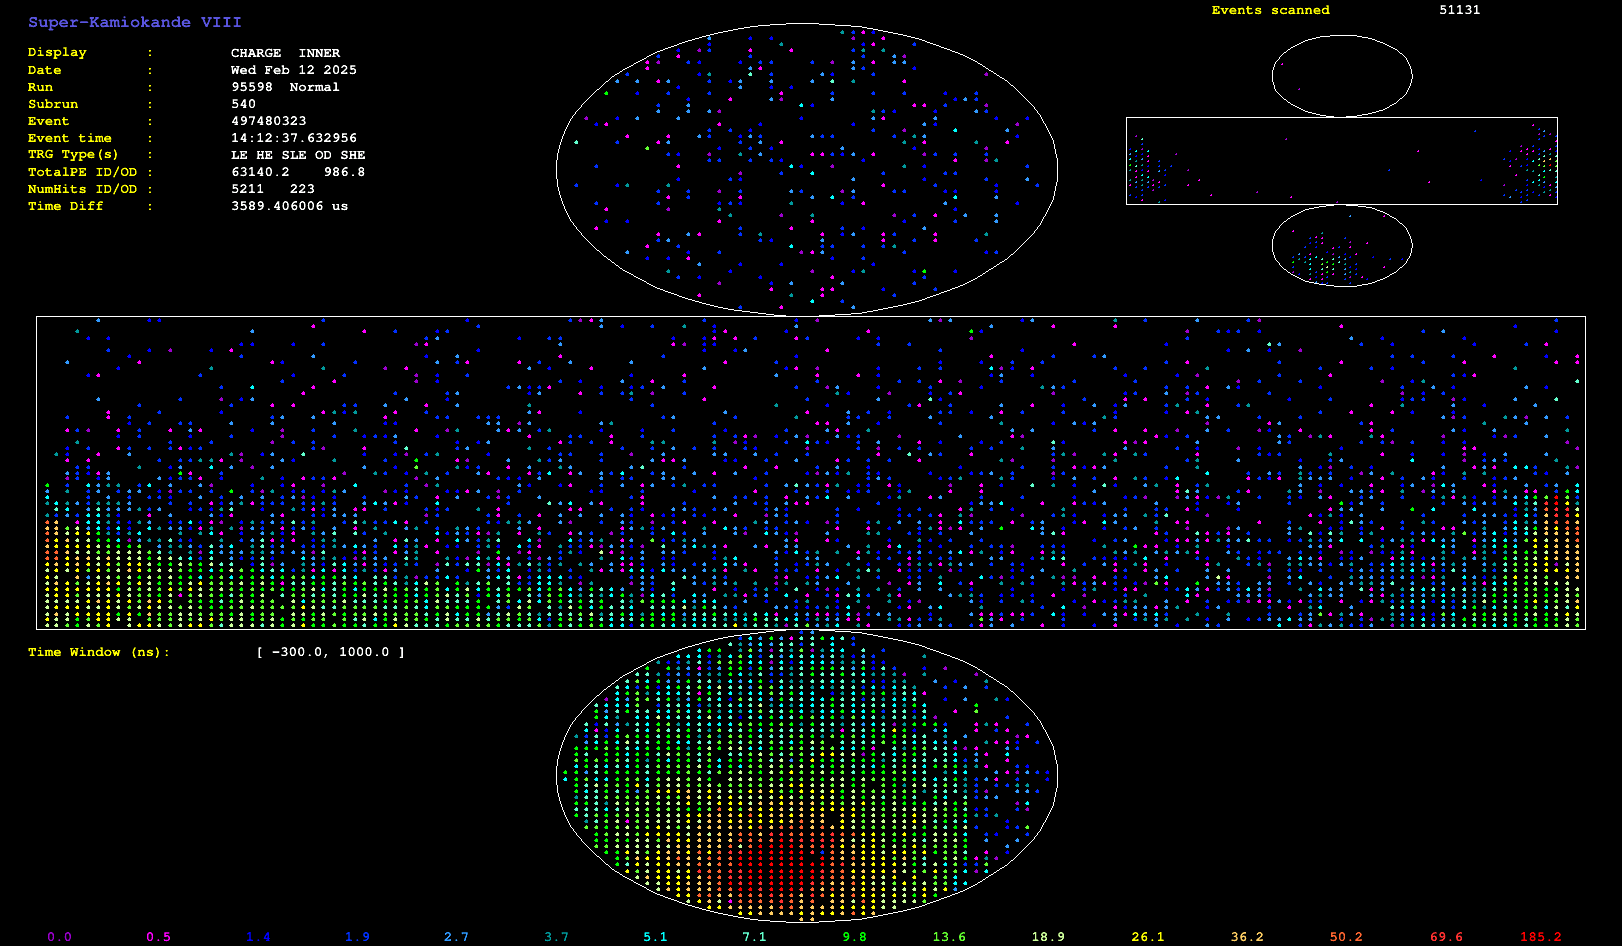 Super-Kamiokande VIII
Events scanned 51131
Display : CHARGE INNER
Date : Wed Feb 12 2025
Run : 95598 Normal
Subrun : 540
Event : 497480323
Event time : 14:12:37.632956
TRG Type(s) : LE HE SLE OD SHE
TotalPE ID/OD : 63140.2 986.8
NumHits ID/OD : 5211 223
Time Diff : 3589.406006 us
Time Window (ns): [ -300.0, 1000.0 ]
0.0 0.5 1.4 1.9 2.7 3.7 5.1 7.1 9.8 13.6 18.9 26.1 36.2 50.2 69.6 185.2